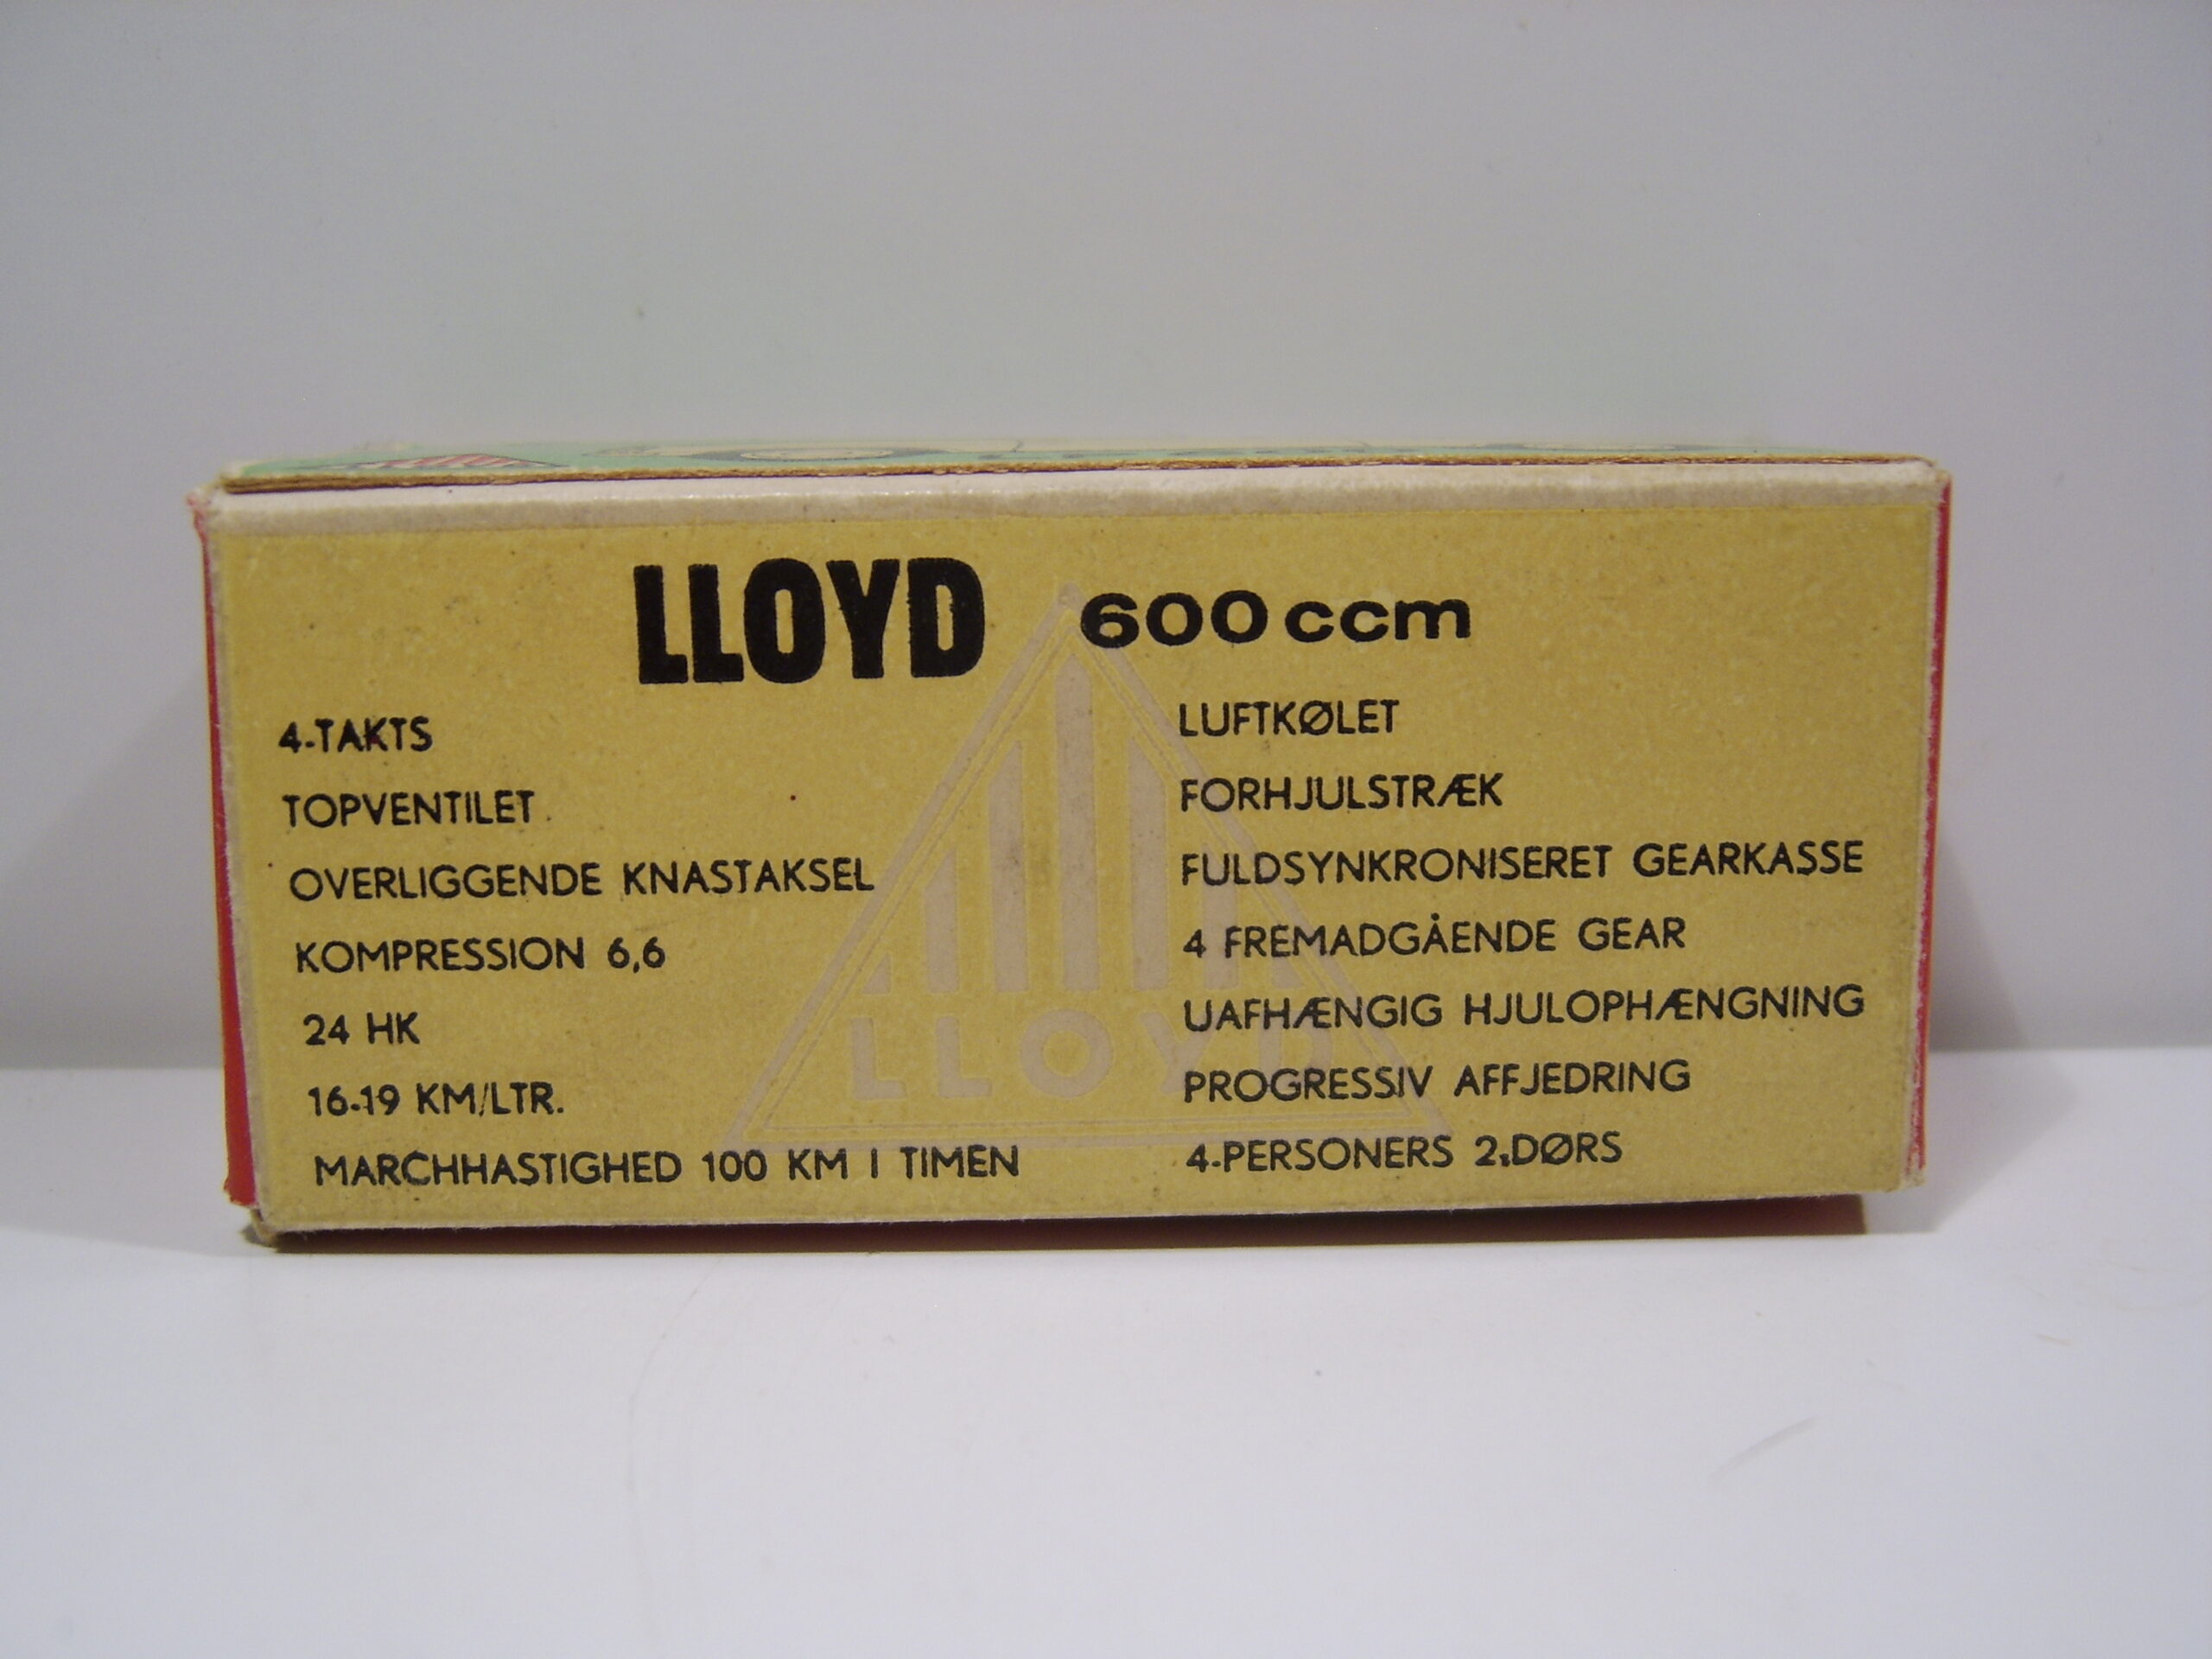 LLOYD 600 ccm
4-TAKTS
TOPVENTILET
OVERLIGGENDE KNASTAKSEL
KOMPRESSION 6,6
24 HK
16-19 KM/LTR.
MARCHHASTIGHED 100 KM I TIMEN
LUFTKØLET
FORHJULSTRÆK
FULDSYNKRONISERET GEARKASSE
4 FREMADGÅENDE GEAR
UAFHÆNGIG HJULOPHÆNGNING
PROGRESSIV AFFJEDRING
4-PERSONERS 2-DØRS
LLOYD